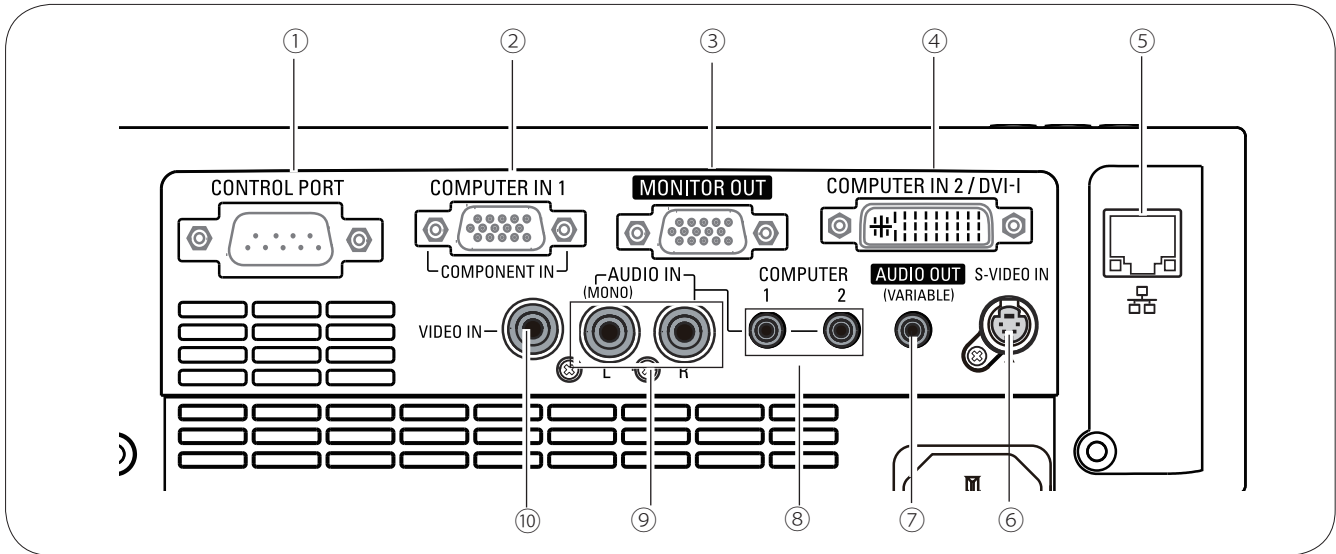 ① ② ③ ④ ⑤
CONTROL PORT COMPUTER IN 1 MONITOR OUT COMPUTER IN 2 / DVI-I
COMPONENT IN
AUDIO IN COMPUTER AUDIO OUT S-VIDEO IN
(MONO) 1 2 (VARIABLE)
VIDEO IN
L R
⑩ ⑨ ⑧ ⑦ ⑥